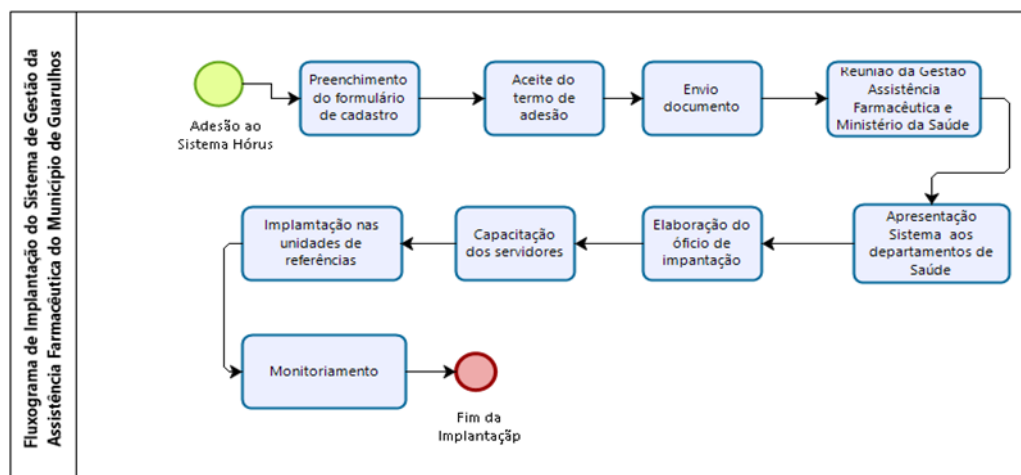 Fluxograma de Implantação do Sistema de Gestão da
Assistência Farmacêutica do Município de Guarulhos
Adesão ao
Sistema Hórus
Preenchimento
do formulário
de cadastro
Aceite do
termo de
adesão
Envio
documento
Reunião da Gestão
Assistência
Farmacêutica e
Ministério da Saúde
Apresentação
Sistema aos
departamentos de
Saúde
Elaboração do
óficio de
impantação
Capacitação
dos servidores
Implamtação nas
unidades de
referências
Monitoriamento
Fim da
Implantaçãp